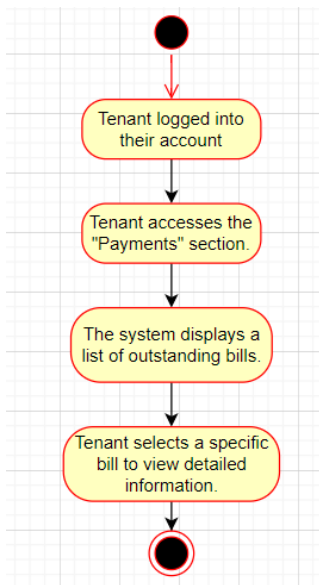 Tenant logged into
their account
Tenant accesses the
"Payments" section.
The system displays a
list of outstanding bills.
Tenant selects a specific
bill to view detailed
information.